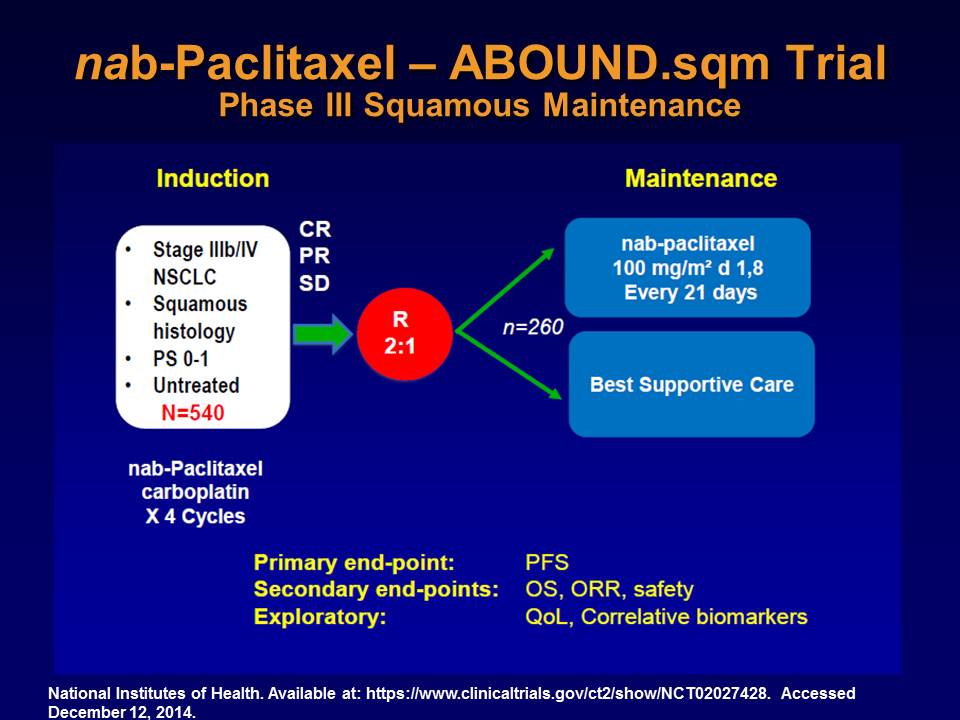 nab-Paclitaxel – ABOUND.sqm Trial
Phase III Squamous Maintenance
Induction
Maintenance
• Stage IIIb/IV
NSCLC
• Squamous
histology
• PS 0-1
• Untreated
N=540
CR
PR
SD
R
2:1
n=260
nab-paclitaxel
100 mg/m² d 1,8
Every 21 days
Best Supportive Care
nab-Paclitaxel
carboplatin
X 4 Cycles
Primary end-point: PFS
Secondary end-points: OS, ORR, safety
Exploratory: QoL, Correlative biomarkers
National Institutes of Health. Available at: https://www.clinicaltrials.gov/ct2/show/NCT02027428. Accessed
December 12, 2014.